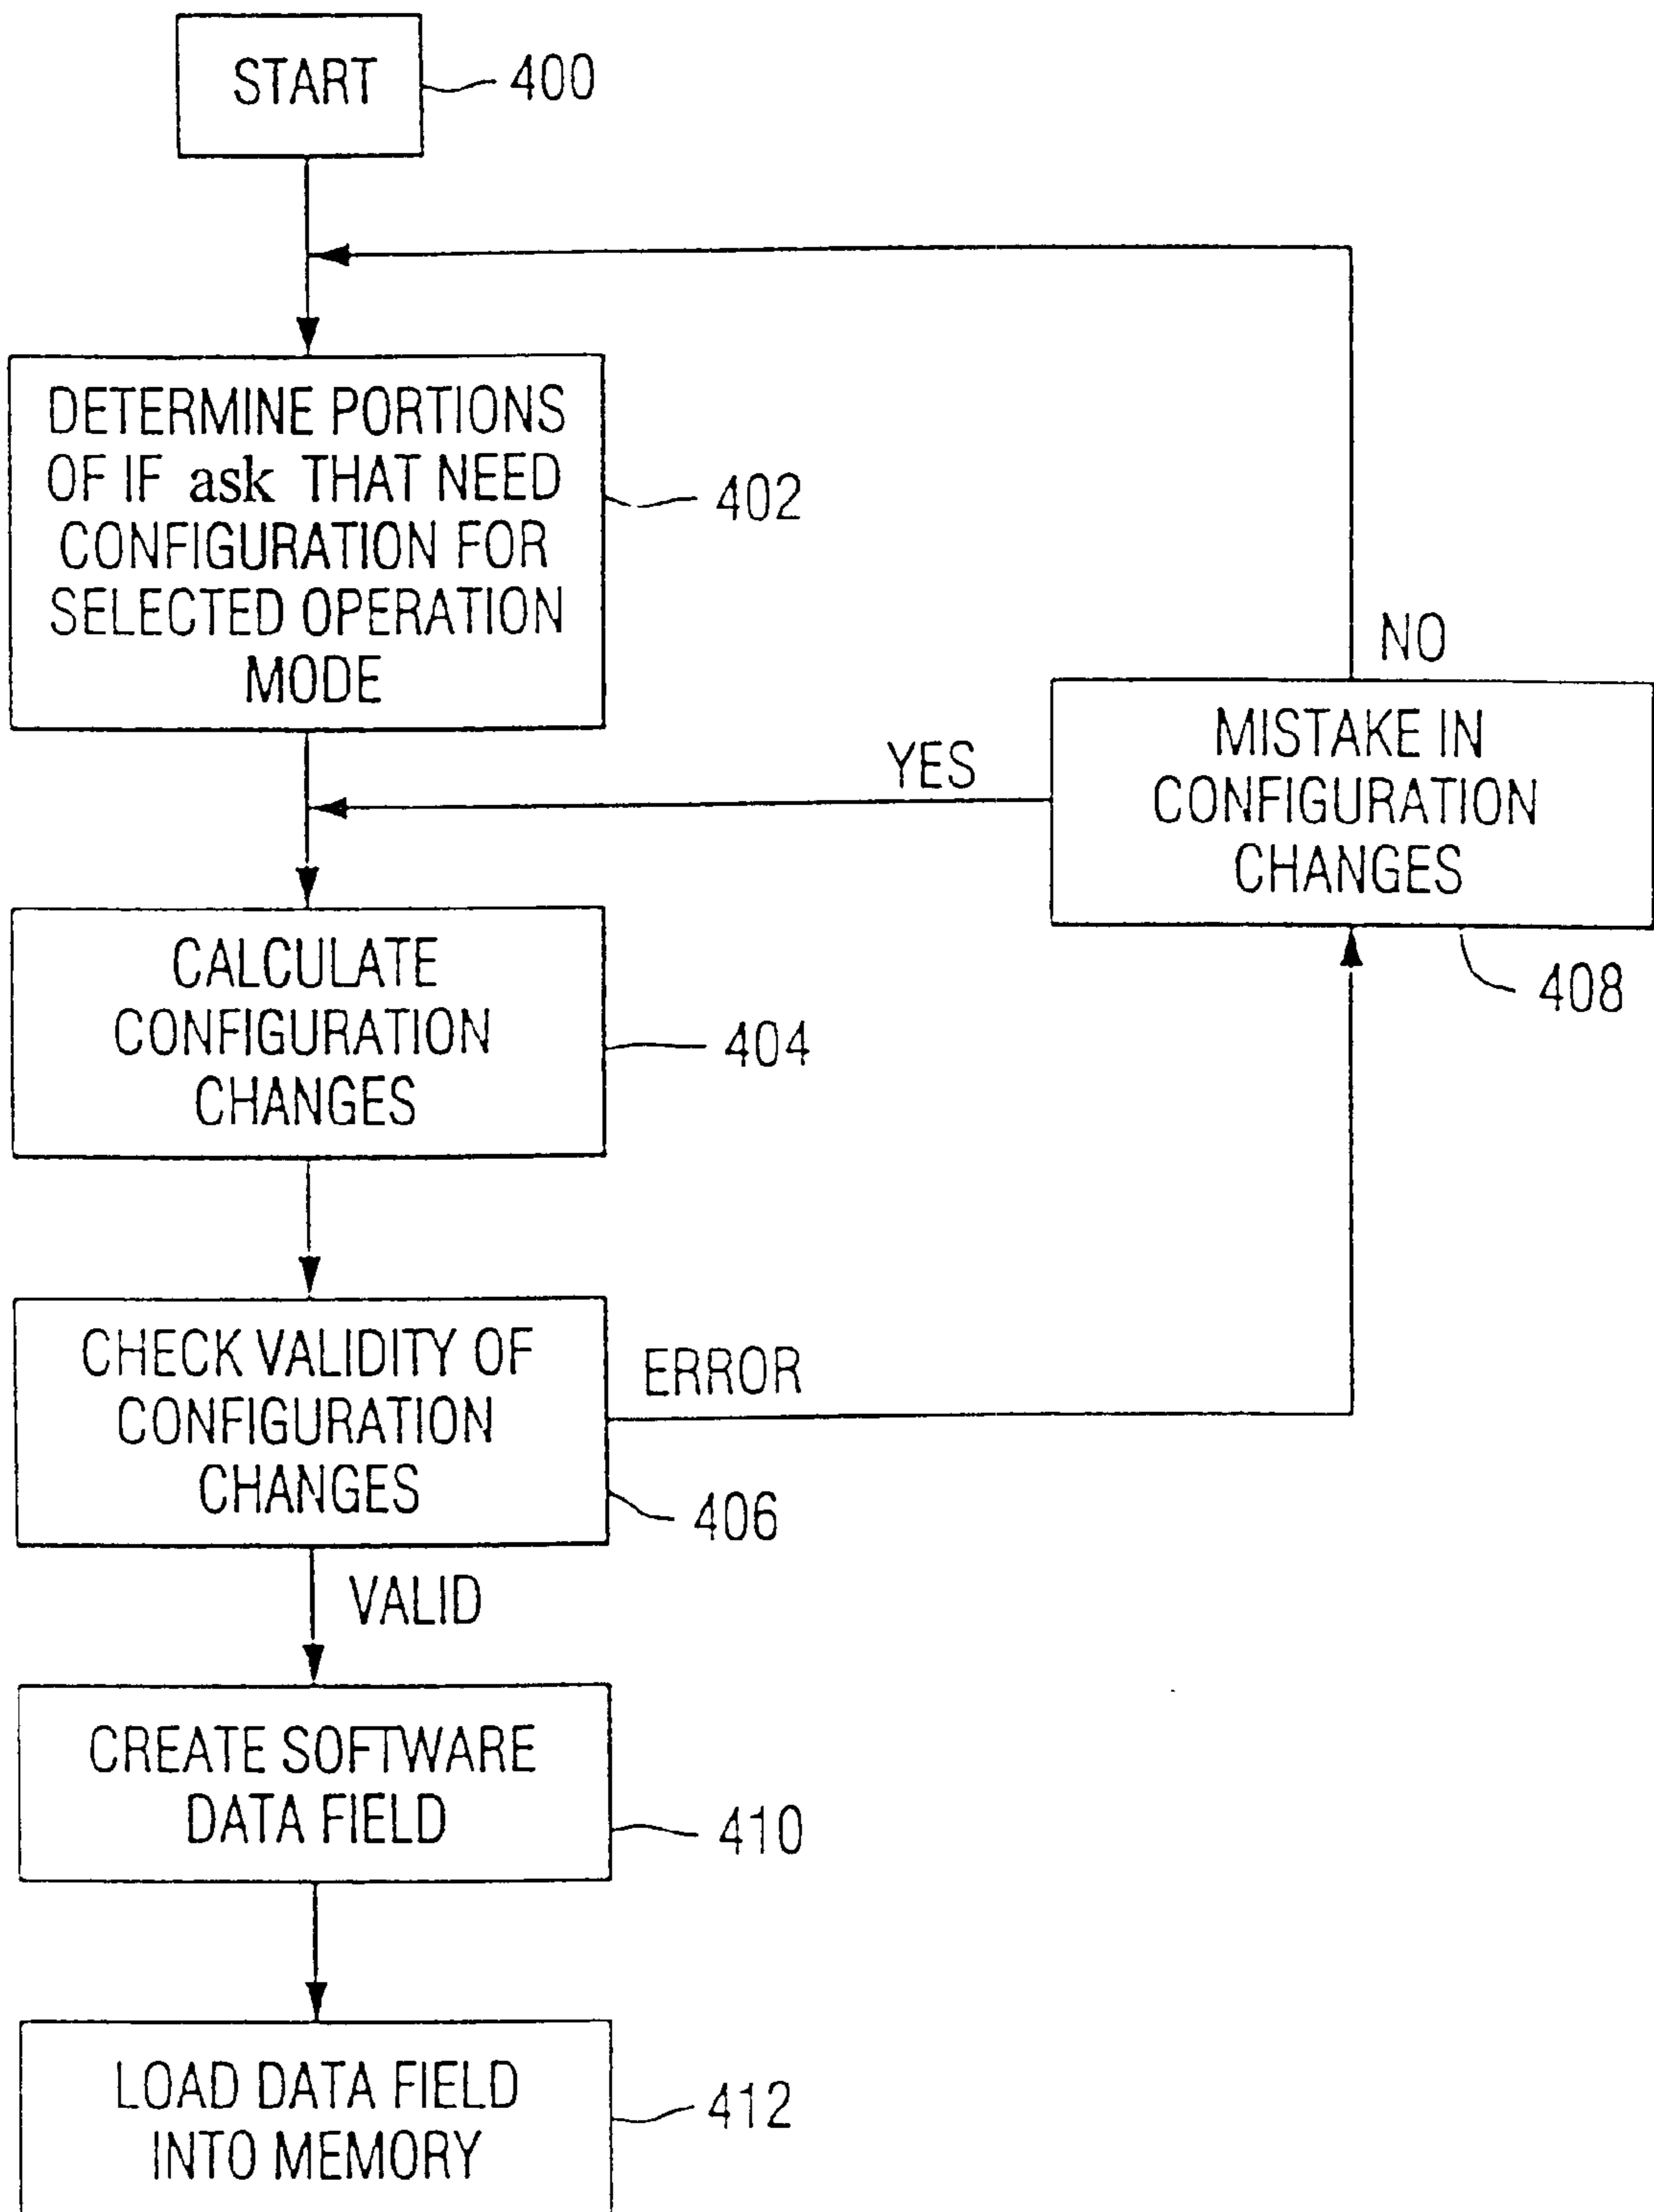 START
400
DETERMINE PORTIONS
OF IF ask THAT NEED
CONFIGURATION FOR
SELECTED OPERATION
MODE
402
NO
MISTAKE IN
CONFIGURATION
CHANGES
YES
408
CALCULATE
CONFIGURATION
CHANGES
404
CHECK VALIDITY OF
CONFIGURATION
CHANGES
ERROR
406
VALID
CREATE SOFTWARE
DATA FIELD
410
LOAD DATA FIELD
INTO MEMORY
412